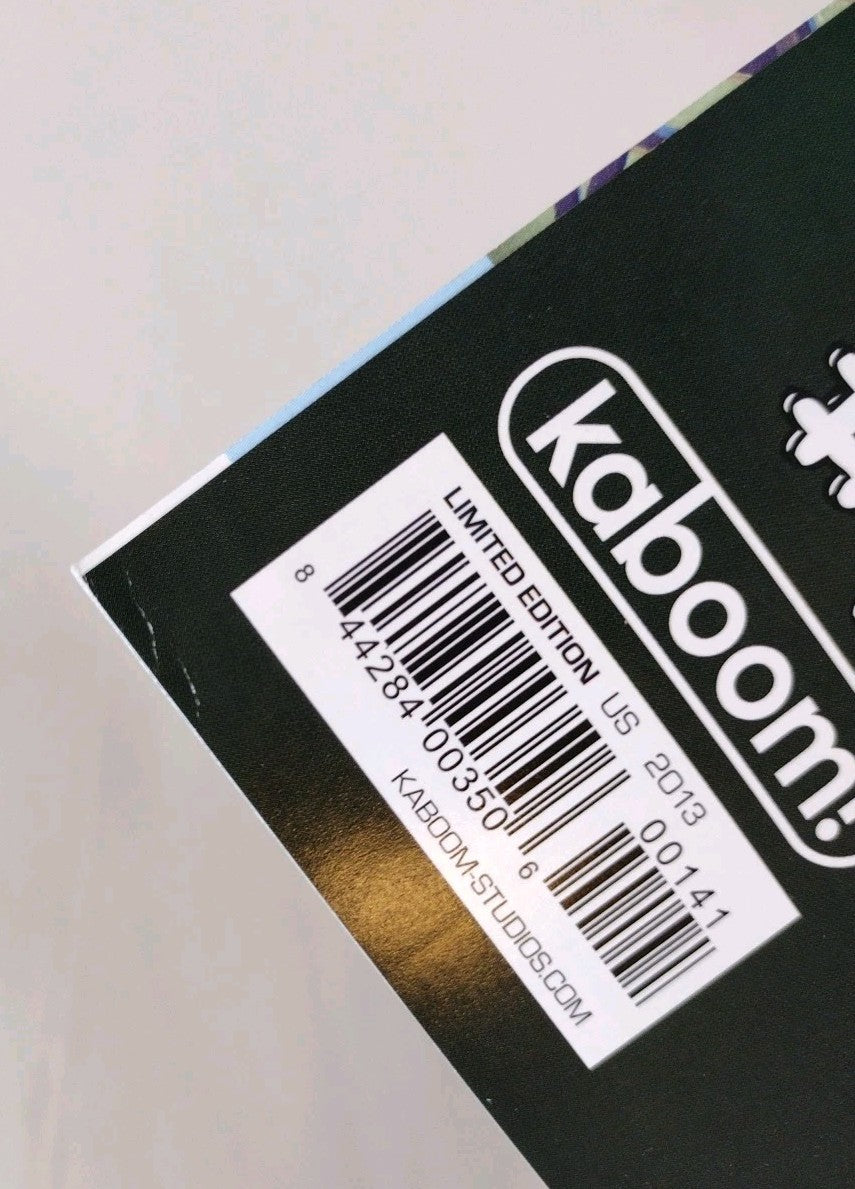 kaboom!
LIMITED EDITION US 2013
00141
8 44284 00350 6
KABOOM-STUDIOS.COM